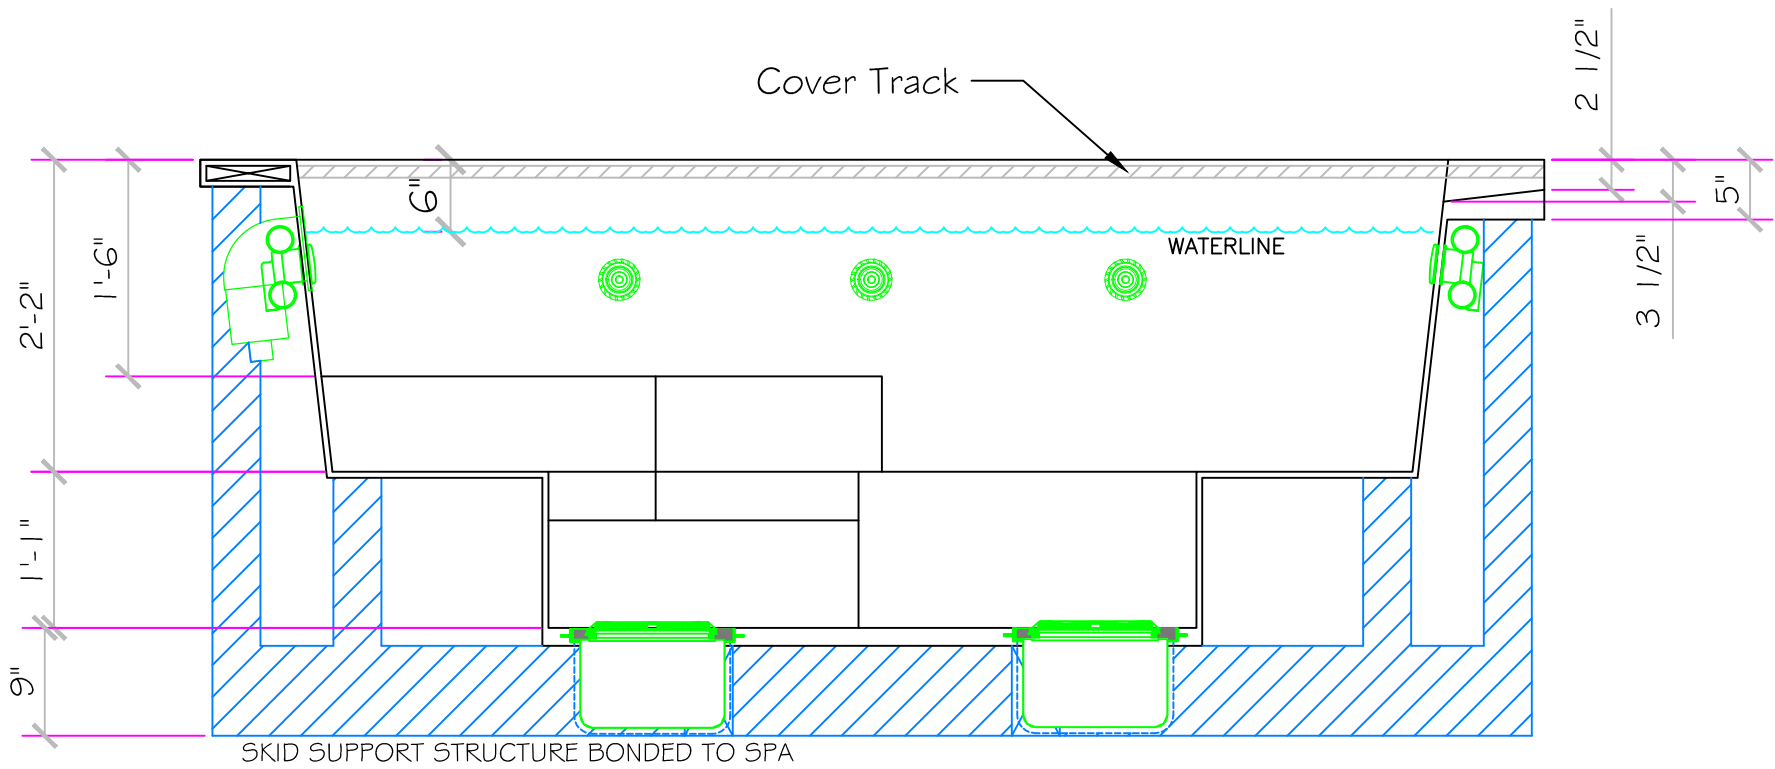 Cover Track
2 1/2"
6"
5"
WATERLINE
1'-6"
3 1/2"
2'-2"
1'-1"
9"
SKID SUPPORT STRUCTURE BONDED TO SPA